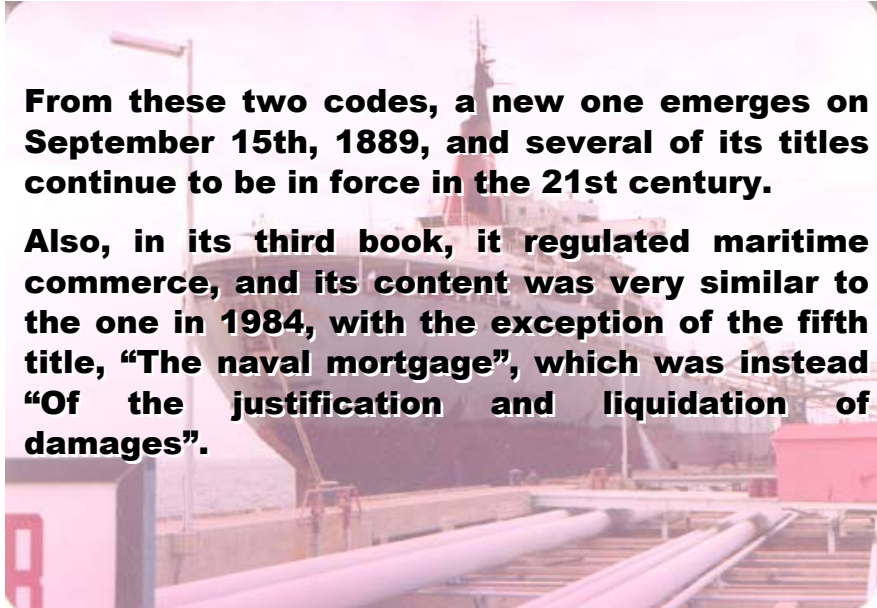 From these two codes, a new one emerges on
September 15th, 1889, and several of its titles
continue to be in force in the 21st century.
Also, in its third book, it regulated maritime
commerce, and its content was very similar to
the one in 1984, with the exception of the fifth
title, “The naval mortgage”, which was instead
“Of the justification and liquidation of
damages”.